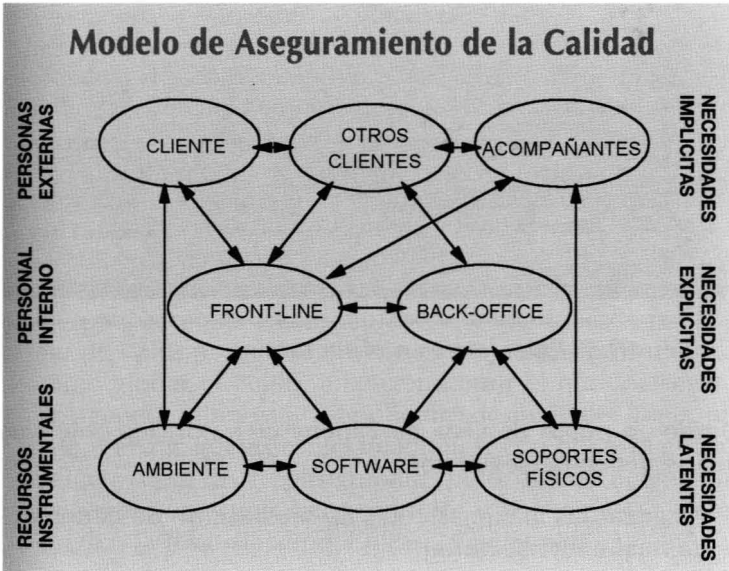 Modelo de Aseguramiento de la Calidad
PERSONAS
EXTERNAS
CLIENTE
OTROS
CLIENTES
ACOMPAÑANTES
NECESIDADES
IMPLICITAS
PERSONAL
INTERNO
FRONT-LINE
BACK-OFFICE
NECESIDADES
EXPLICITAS
RECURSOS
INSTRUMENTALES
AMBIENTE
SOFTWARE
SOPORTES
FÍSICOS
NECESIDADES
LATENTES